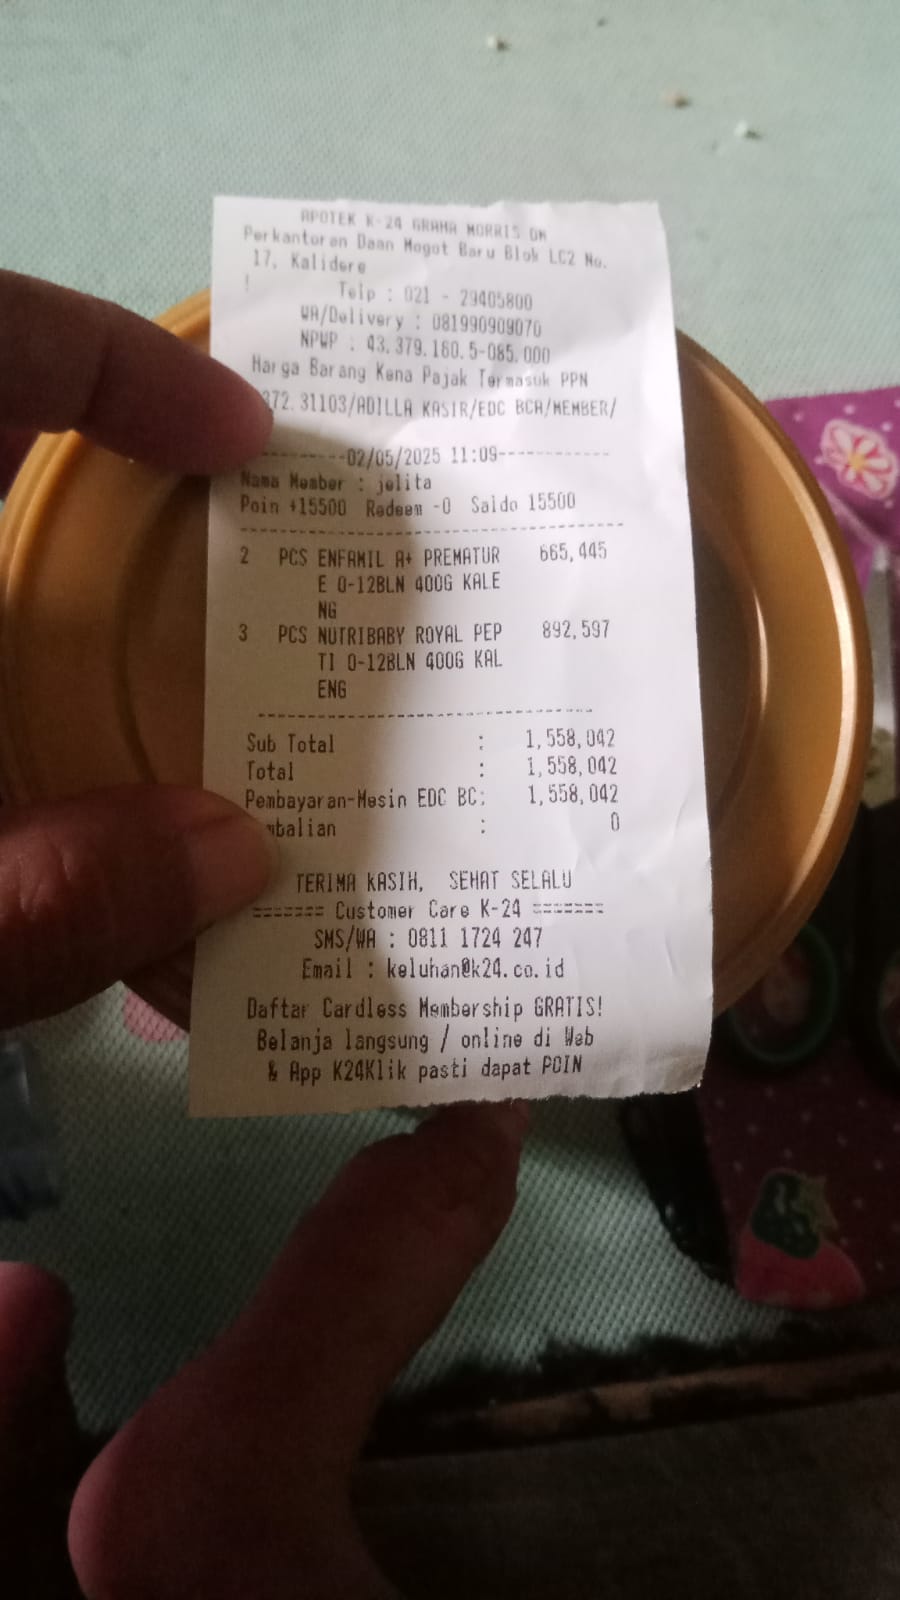 APOTEK K-24 GRAHA MORRIS DM
Perkantoran Daan Mogot Baru Blok LC2 No.
17, Kalidere
!
Telp : 021 - 29405800
WA/Delivery : 081990909070
NPWP : 43.379.160.5-085.000
Harga Barang Kena Pajak Termasuk PPN
372.31103/ADILLA KASIR/EDC BCA/MEMBER/
---------02/05/2025 11:09------------
Nama Member : jelita
Poin +15500 Redeem -0 Saldo 15500
2 PCS ENFAMIL A+ PREMATUR 665,445
E 0-12BLN 400G KALE
NG
3 PCS NUTRIBABY ROYAL PEP 892,597
TI 0-12BLN 400G KAL
ENG
Sub Total : 1,558,042
Total : 1,558,042
Pembayaran-Mesin EDC BC: 1,558,042
mbalian : 0
TERIMA KASIH, SEHAT SELALU
======= Customer Care K-24 =======
SMS/WA : 0811 1724 247
Email : keluhan@k24.co.id
Daftar Cardless Membership GRATIS!
Belanja langsung / online di Web
& App K24Klik pasti dapat POIN